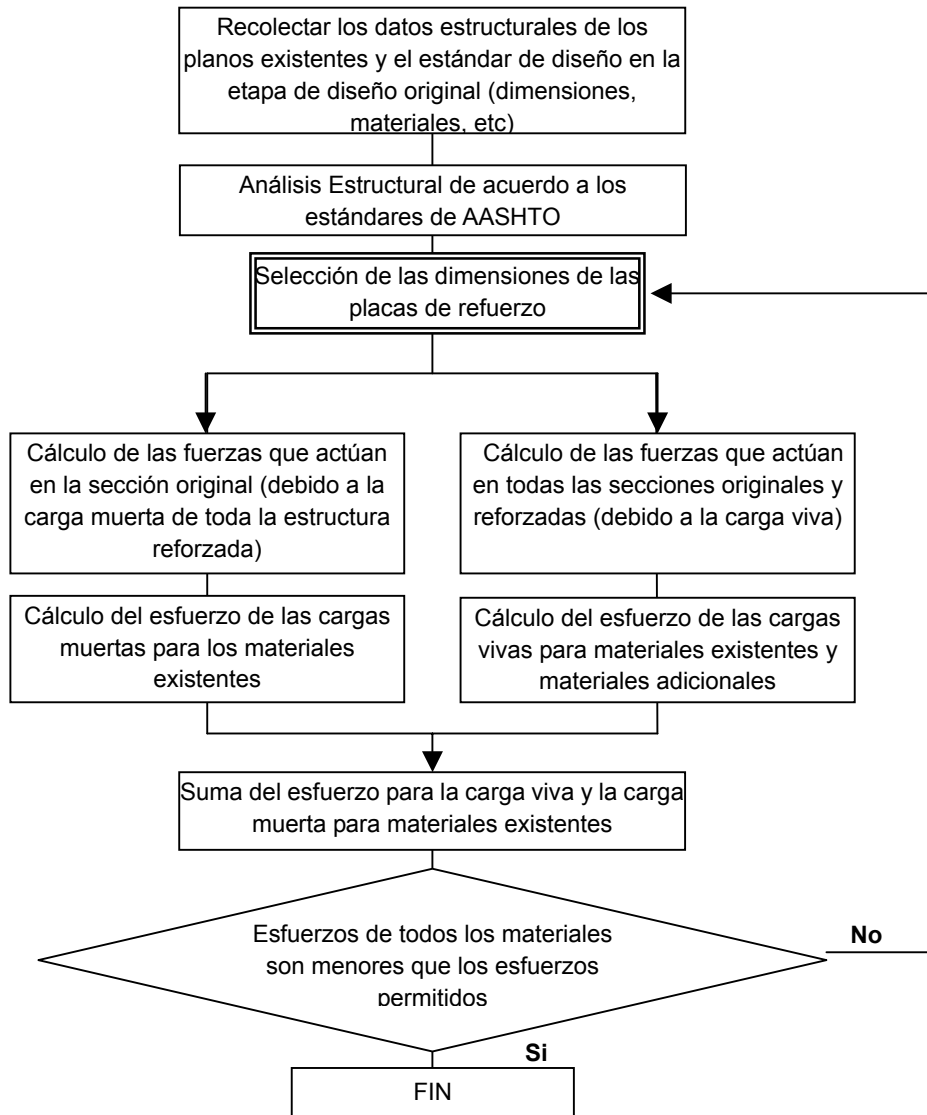 Recolectar los datos estructurales de los
planos existentes y el estándar de diseño en la
etapa de diseño original (dimensiones,
materiales, etc)
Análisis Estructural de acuerdo a los
estándares de AASHTO
Selección de las dimensiones de las
placas de refuerzo
Cálculo de las fuerzas que actúan
en la sección original (debido a la
carga muerta de toda la estructura
reforzada)
Cálculo de las fuerzas que actúan
en todas las secciones originales y
reforzadas (debido a la carga viva)
Cálculo del esfuerzo de las cargas
muertas para los materiales
existentes
Cálculo del esfuerzo de las cargas
vivas para materiales existentes y
materiales adicionales
Suma del esfuerzo para la carga viva y la carga
muerta para materiales existentes
Esfuerzos de todos los materiales
son menores que los esfuerzos
permitidos
No
Si
FIN